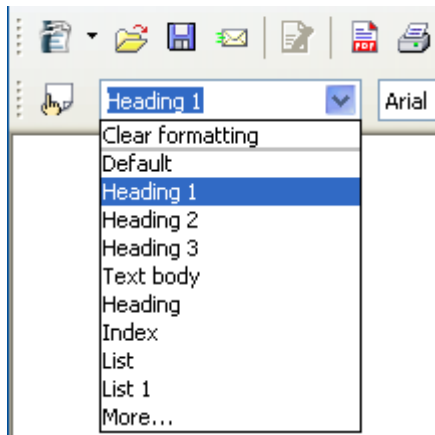 PDF
Heading 1
Arial
Clear formatting
Default
Heading 1
Heading 2
Heading 3
Text body
Heading
Index
List
List 1
More...